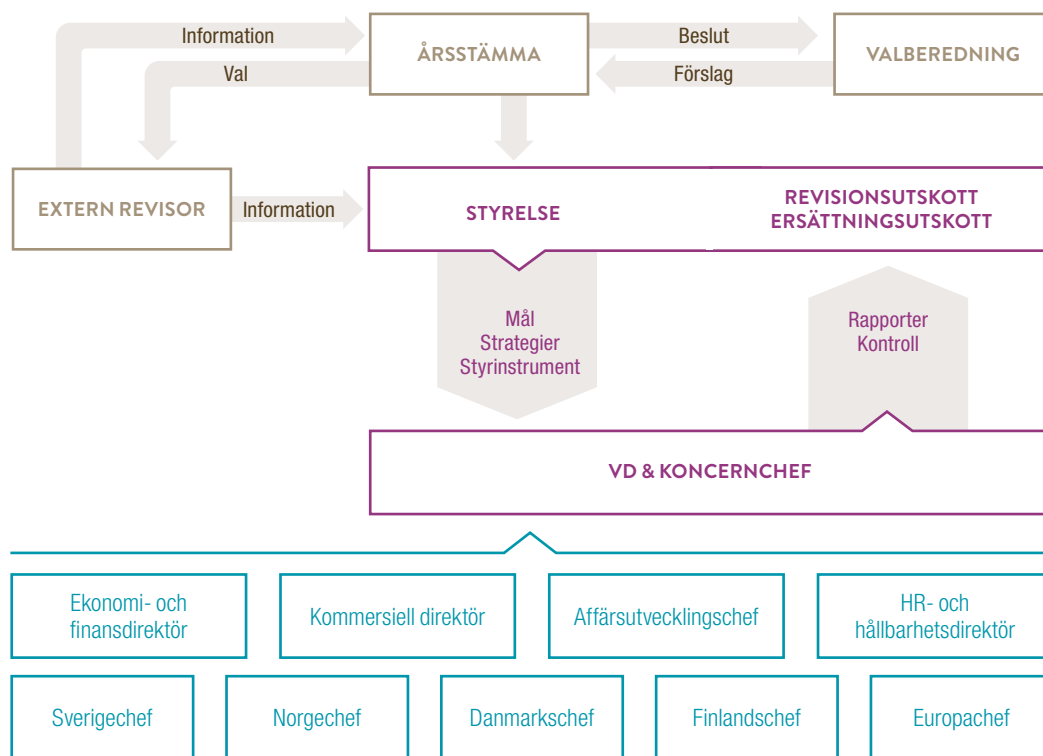 Information
ÅRSSTÄMMA
Beslut
VALBEREDNING
Val
Förslag
EXTERN REVISOR
Information
STYRELSE
REVISIONSUTSKOTT
ERSÄTTNINGSUTSKOTT
Mål
Strategier
Styrinstrument
Rapporter
Kontroll
VD & KONCERNCHEF
Ekonomi- och
finansdirektör
Kommersiell direktör
Affärsutvecklingschef
HR- och
hållbarhetsdirektör
Sverigechef
Norgechef
Danmarkschef
Finlandschef
Europachef